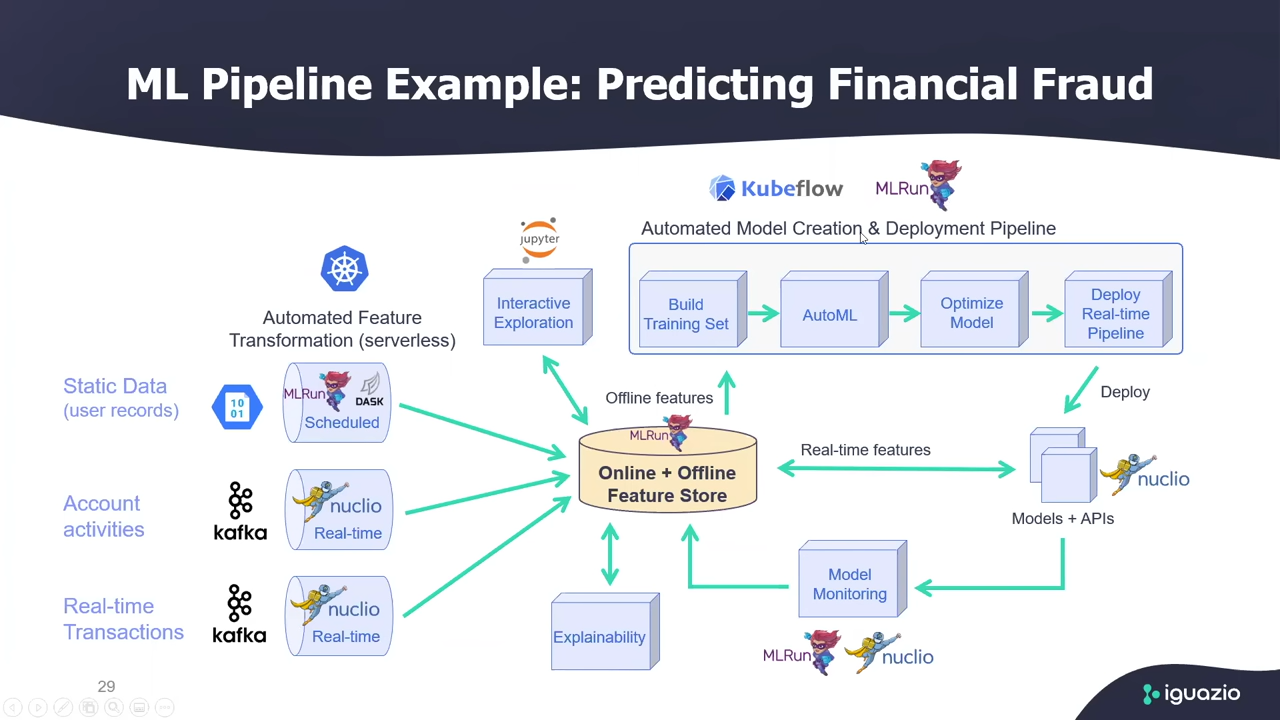 ML Pipeline Example: Predicting Financial Fraud
Kubeflow
MLRun
Automated Model Creation & Deployment Pipeline
jupyter
Interactive
Exploration
Build
Training Set
AutoML
Optimize
Model
Deploy
Real-time
Pipeline
Automated Feature
Transformation (serverless)
Static Data
(user records)
10
01
MLRun
DASK
Scheduled
Offline features
Deploy
MLRun
Online + Offline
Feature Store
Real-time features
nuclio
Models + APIs
Account
activities
kafka
nuclio
Real-time
Real-time
Transactions
kafka
nuclio
Real-time
Explainability
Model
Monitoring
MLRun
nuclio
29
iguazio